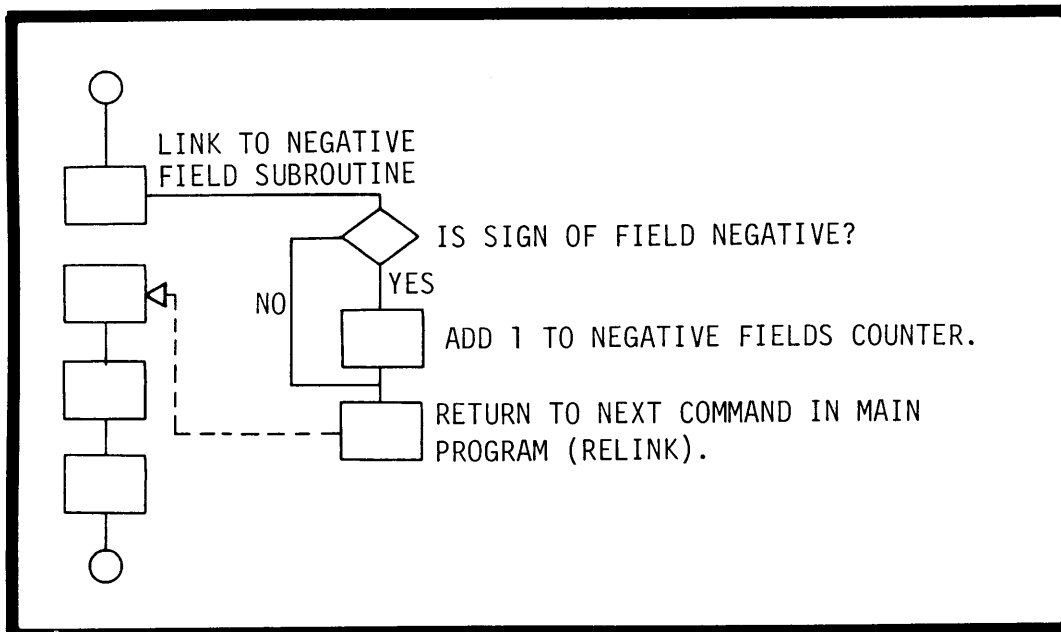 LINK TO NEGATIVE
FIELD SUBROUTINE
IS SIGN OF FIELD NEGATIVE?
YES
NO
ADD 1 TO NEGATIVE FIELDS COUNTER.
RETURN TO NEXT COMMAND IN MAIN
PROGRAM (RELINK).